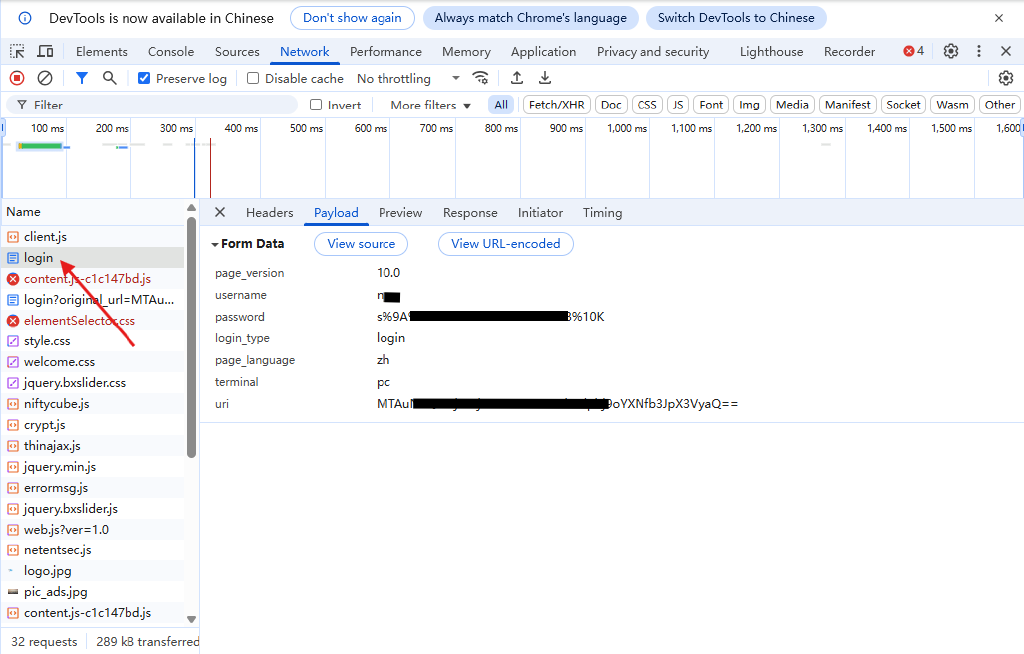 DevTools is now available in Chinese Don't show again Always match Chrome's language Switch DevTools to Chinese
Elements Console Sources Network Performance Memory Application Privacy and security Lighthouse Recorder 4
Preserve log Disable cache No throttling
Filter Invert More filters All Fetch/XHR Doc CSS JS Font Img Media Manifest Socket Wasm Other
100 ms 200 ms 300 ms 400 ms 500 ms 600 ms 700 ms 800 ms 900 ms 1,000 ms 1,100 ms 1,200 ms 1,300 ms 1,400 ms 1,500 ms 1,600
Name
client.js
login
content.js-c1c147bd.js
login?original_url=MTAu...
elementSelector.css
style.css
welcome.css
jquery.bxslider.css
niftycube.js
crypt.js
thinajax.js
jquery.min.js
errormsg.js
jquery.bxslider.js
web.js?ver=1.0
netentsec.js
logo.jpg
pic_ads.jpg
content.js-c1c147bd.js
32 requests 289 kB transferred
Headers Payload Preview Response Initiator Timing
Form Data View source View URL-encoded
page_version 10.0
username n
password s%9A 3%10K
login_type login
page_language zh
terminal pc
uri MTAu 9oYXNfb3JpX3VyaQ==